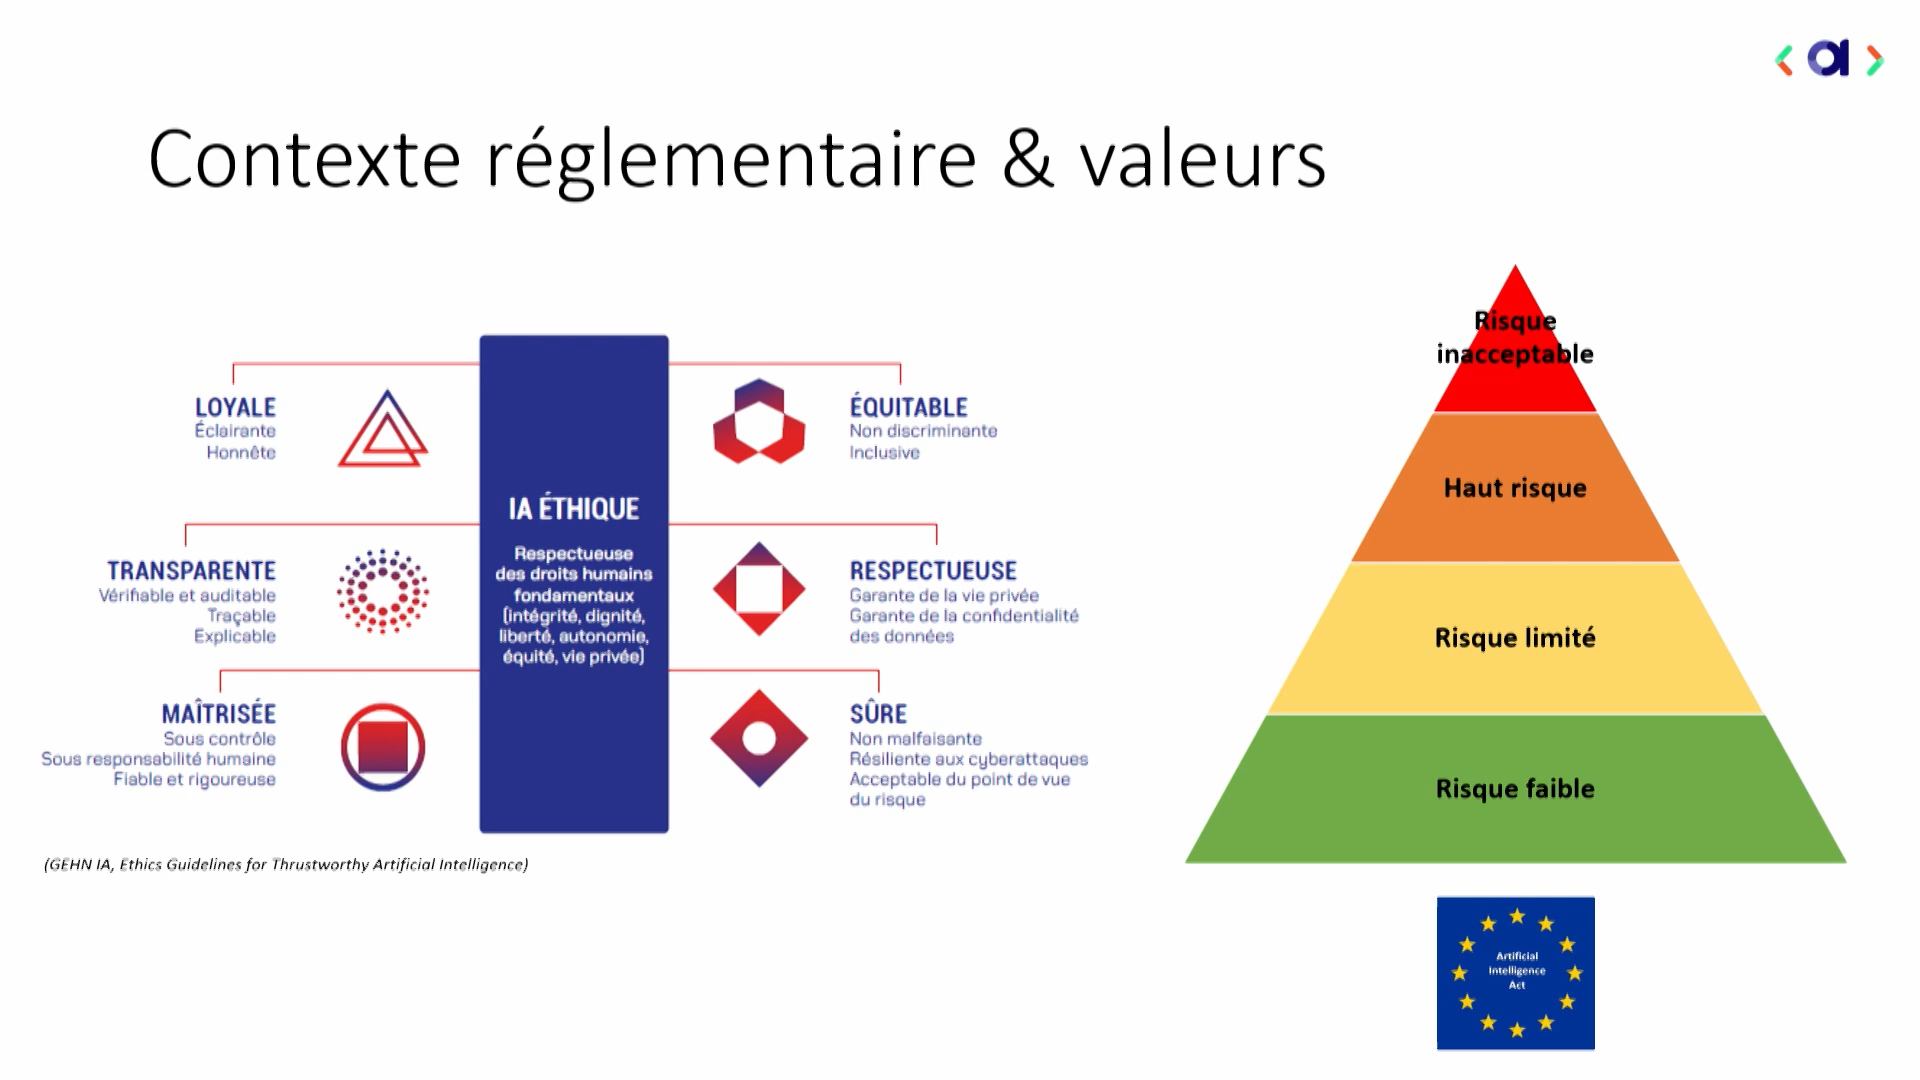 Contexte réglementaire & valeurs
LOYALE
Éclairante
Honnête
TRANSPARENTE
Vérifiable et auditable
Traçable
Explicable
MAÎTRISÉE
Sous contrôle
Sous responsabilité humaine
Fiable et rigoureuse
IA ÉTHIQUE
Respectueuse
des droits humains
fondamentaux
(intégrité, dignité,
liberté, autonomie,
équité, vie privée)
ÉQUITABLE
Non discriminante
Inclusive
RESPECTUEUSE
Garante de la vie privée
Garante de la confidentialité
des données
SÛRE
Non malfaisante
Résiliente aux cyberattaques
Acceptable du point de vue
du risque
(GEHN IA, Ethics Guidelines for Thrustworthy Artificial Intelligence)
Risque
inacceptable
Haut risque
Risque limité
Risque faible
Artificial
Intelligence
Act